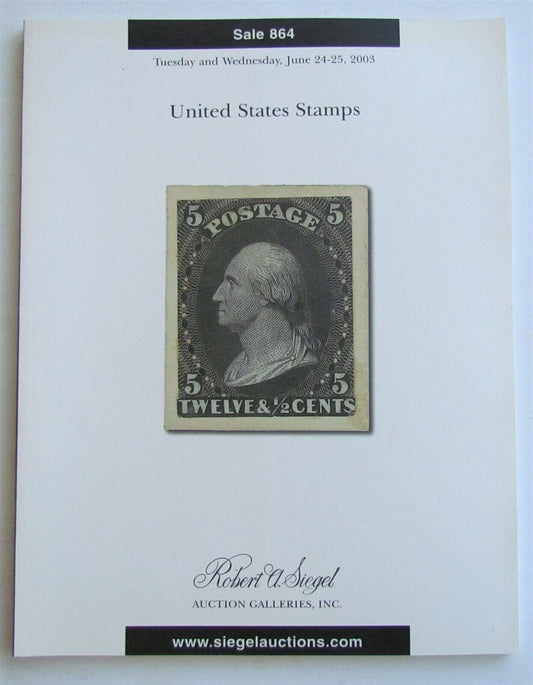 Sale 864
Tuesday and Wednesday, June 24-25, 2003
United States Stamps
5 POSTAGE 5
5 5
TWELVE & 1/2 CENTS
Robert A. Siegel
AUCTION GALLERIES, INC.
www.siegelauctions.com